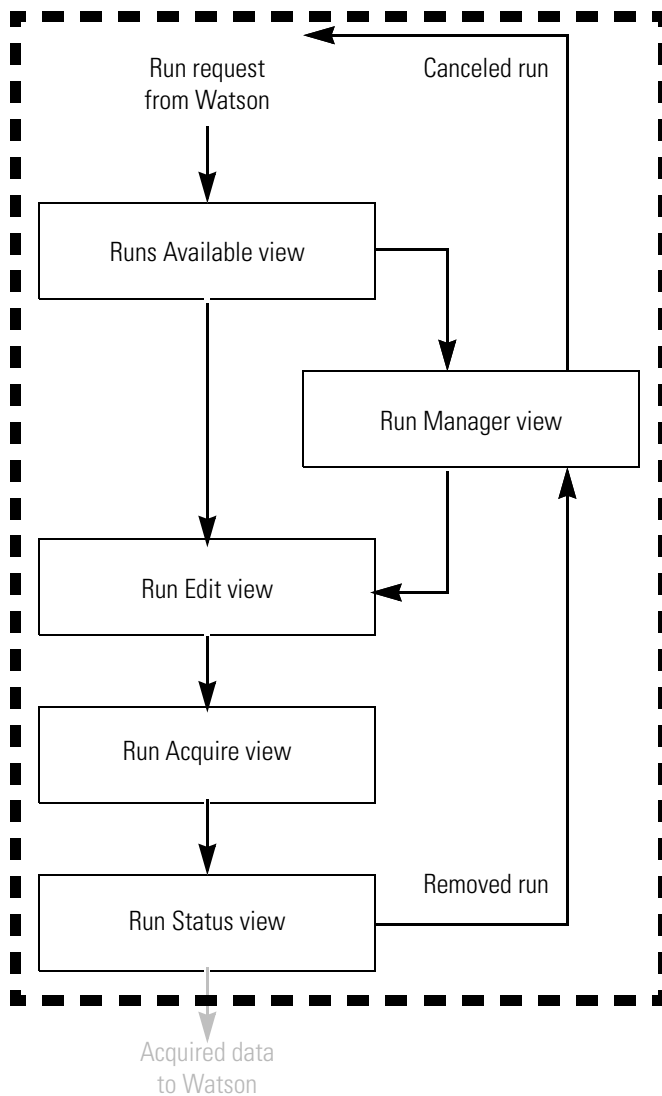 Run request
from Watson
Canceled run
Runs Available view
Run Manager view
Run Edit view
Run Acquire view
Removed run
Run Status view
Acquired data
to Watson